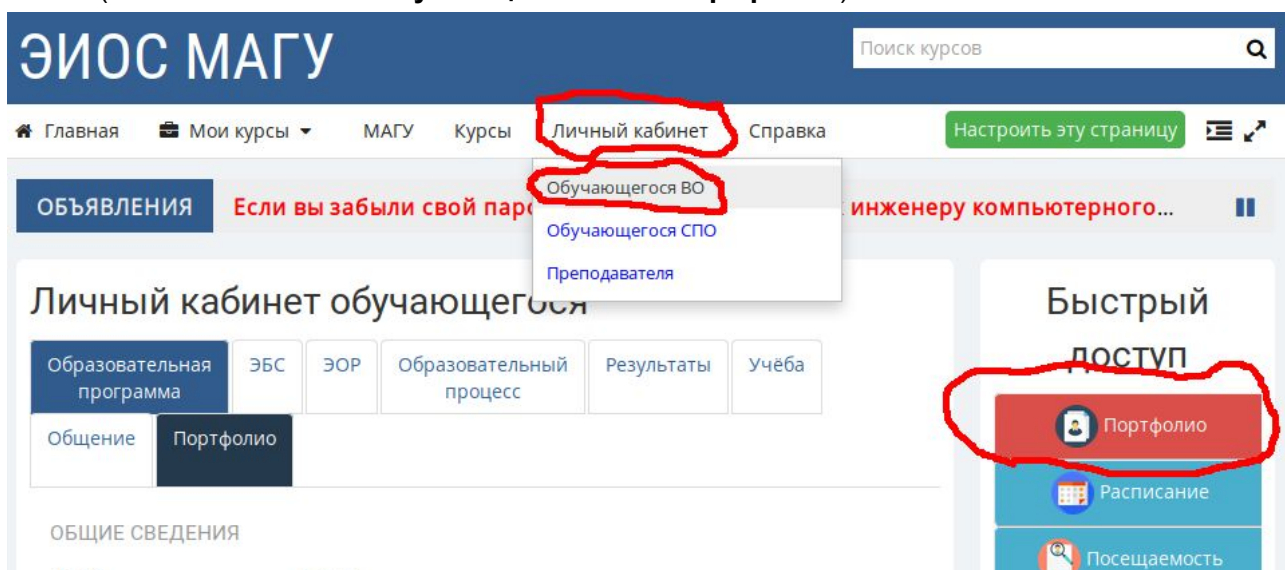 ЭИОС МАГУ
Поиск курсов
Главная Мои курсы МАГУ Курсы Личный кабинет Справка Настроить эту страницу
Обучающегося ВО
Обучающегося СПО
Преподавателя
ОБЪЯВЛЕНИЯ Если вы забыли свой инженеру компьютерного...
Личный кабинет обучающегося
Образовательная
программа
ЭБС
ЭОР
Образовательный
процесс
Результаты
Учёба
Общение
Портфолио
ОБЩИЕ СВЕДЕНИЯ
Быстрый
доступ
Портфолио
Расписание
Посещаемость